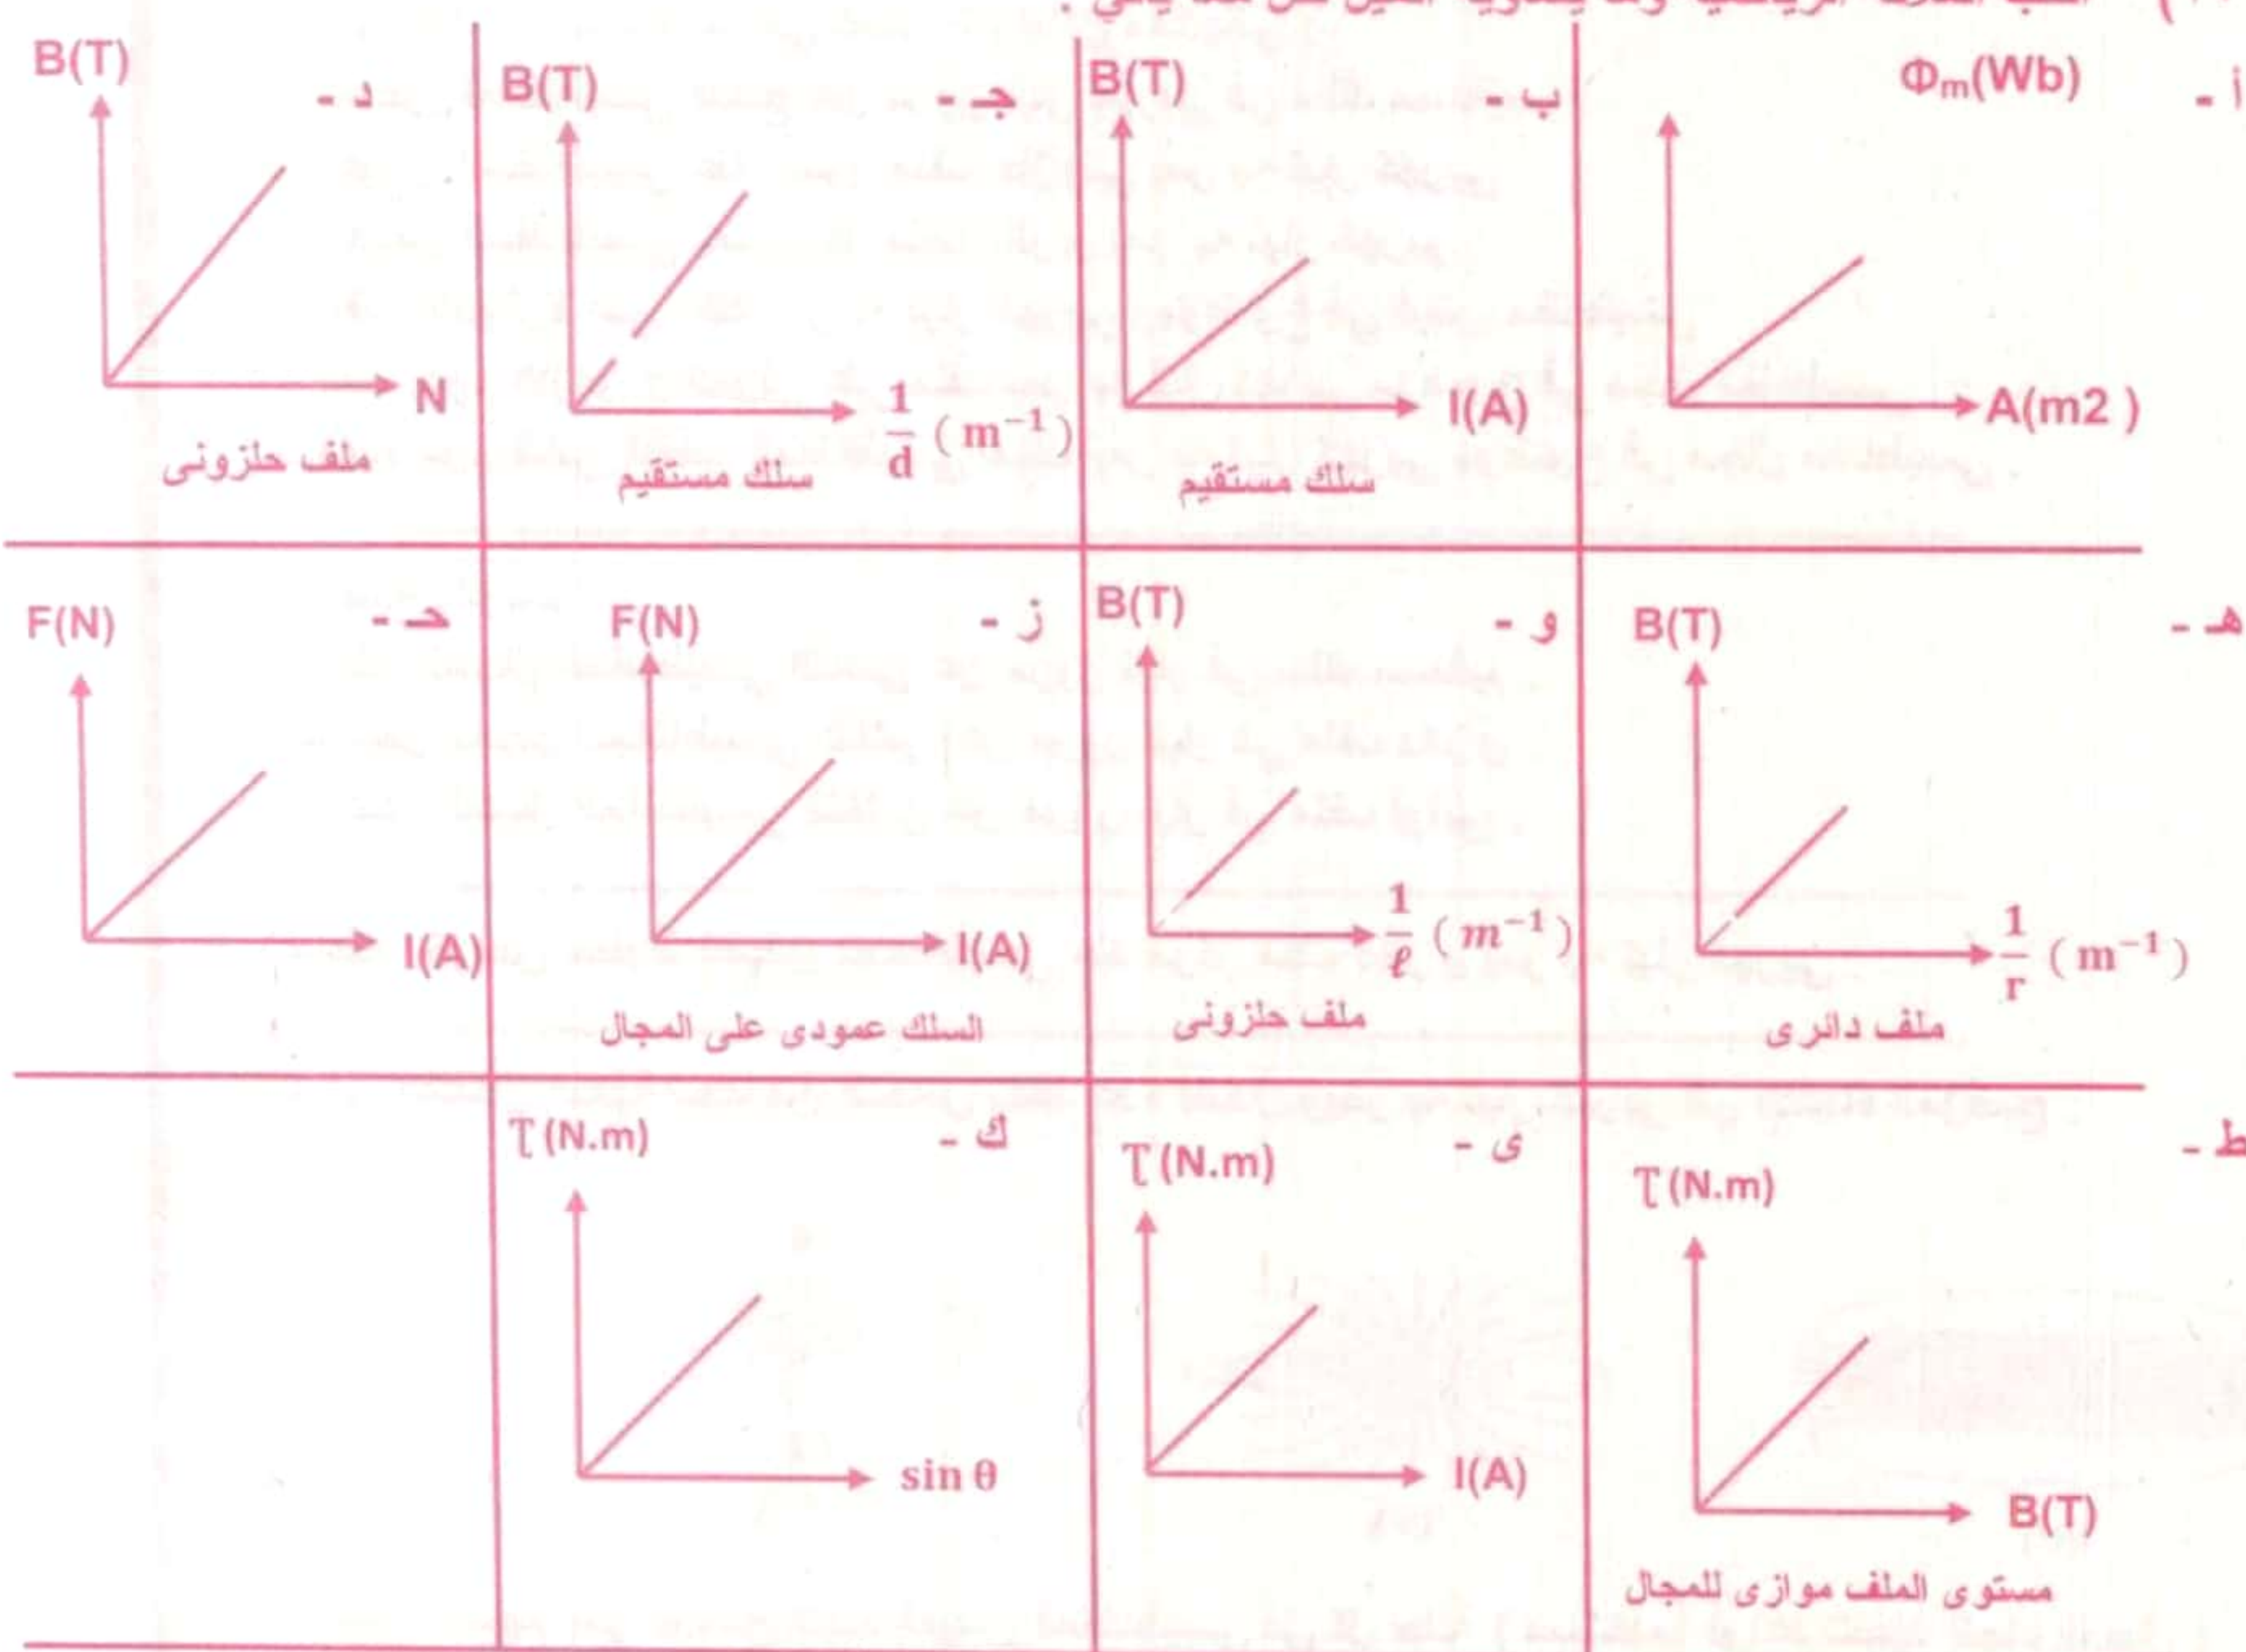 أ -
Φm(Wb)
A(m2 )
ب -
B(T)
I(A)
سلك مستقيم
جـ -
B(T)
1/d ( m⁻¹)
سلك مستقيم
د -
B(T)
N
ملف حلزونى
هـ -
B(T)
1/r ( m⁻¹)
ملف دائرى
و -
B(T)
1/ℓ ( m⁻¹)
ملف حلزونى
ز -
F(N)
I(A)
السلك عمودى على المجال
حـ -
F(N)
I(A)
ط -
Ʈ(N.m)
B(T)
مستوى الملف موازى للمجال
ى -
Ʈ(N.m)
I(A)
ك -
Ʈ(N.m)
sin θ